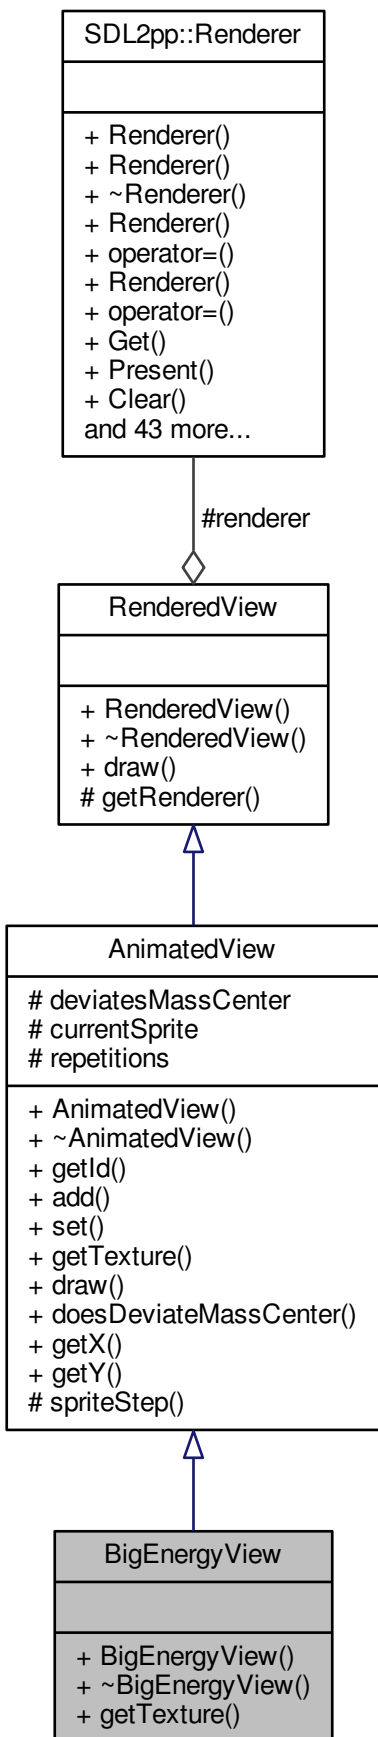 SDL2pp::Renderer
+ Renderer()
+ Renderer()
+ ~Renderer()
+ Renderer()
+ operator=()
+ Renderer()
+ operator=()
+ Get()
+ Present()
+ Clear()
and 43 more...
#renderer
RenderedView
+ RenderedView()
+ ~RenderedView()
+ draw()
# getRenderer()
AnimatedView
# deviatesMassCenter
# currentSprite
# repetitions
+ AnimatedView()
+ ~AnimatedView()
+ getId()
+ add()
+ set()
+ getTexture()
+ draw()
+ doesDeviateMassCenter()
+ getX()
+ getY()
# spriteStep()
BigEnergyView
+ BigEnergyView()
+ ~BigEnergyView()
+ getTexture()